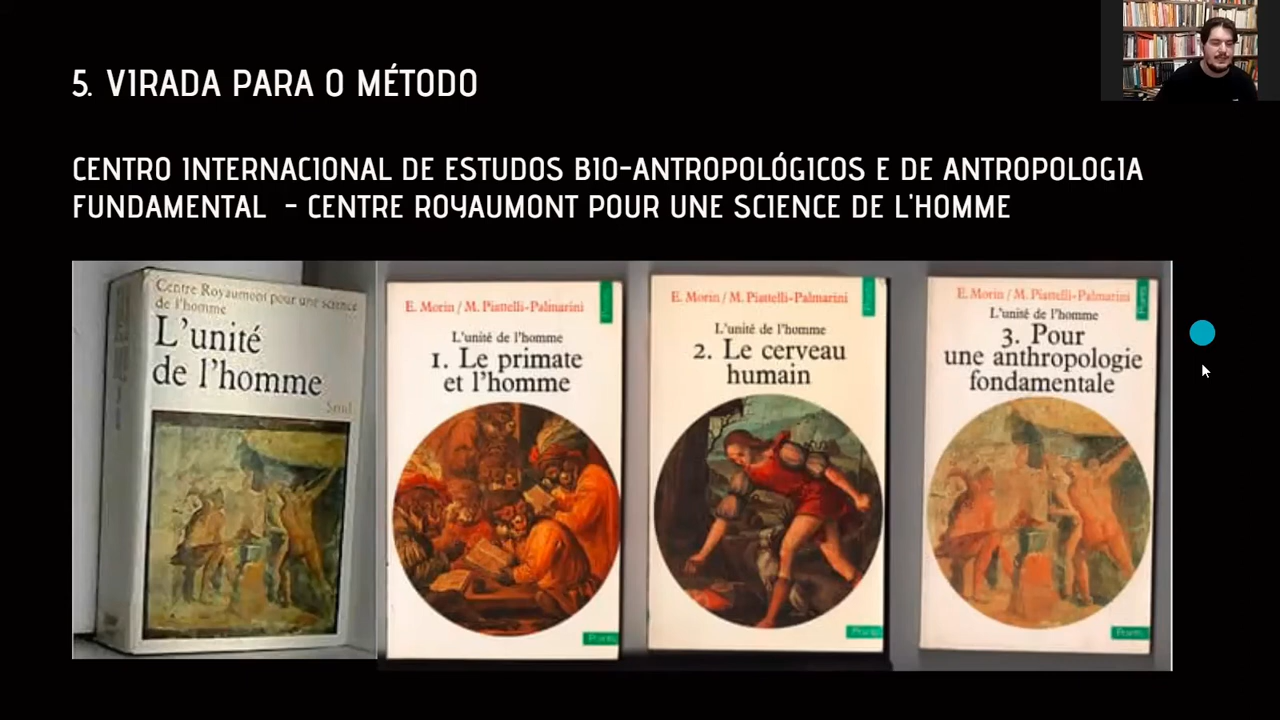 5. VIRADA PARA O MÉTODO
CENTRO INTERNACIONAL DE ESTUDOS BIO-ANTROPOLÓGICOS E DE ANTROPOLOGIA
FUNDAMENTAL - CENTRE ROYAUMONT POUR UNE SCIENCE DE L'HOMME
Centre Royaumont pour une science
de l'homme
L'unité
de l'homme
Seuil
E. Morin / M. Piattelli-Palmarini
L'unité de l'homme
1. Le primate
et l'homme
Points
E. Morin / M. Piattelli-Palmarini
L'unité de l'homme
2. Le cerveau
humain
Points
E. Morin / M. Piattelli-Palmarini
Points
L'unité de l'homme
3. Pour
une anthropologie
fondamentale
Points